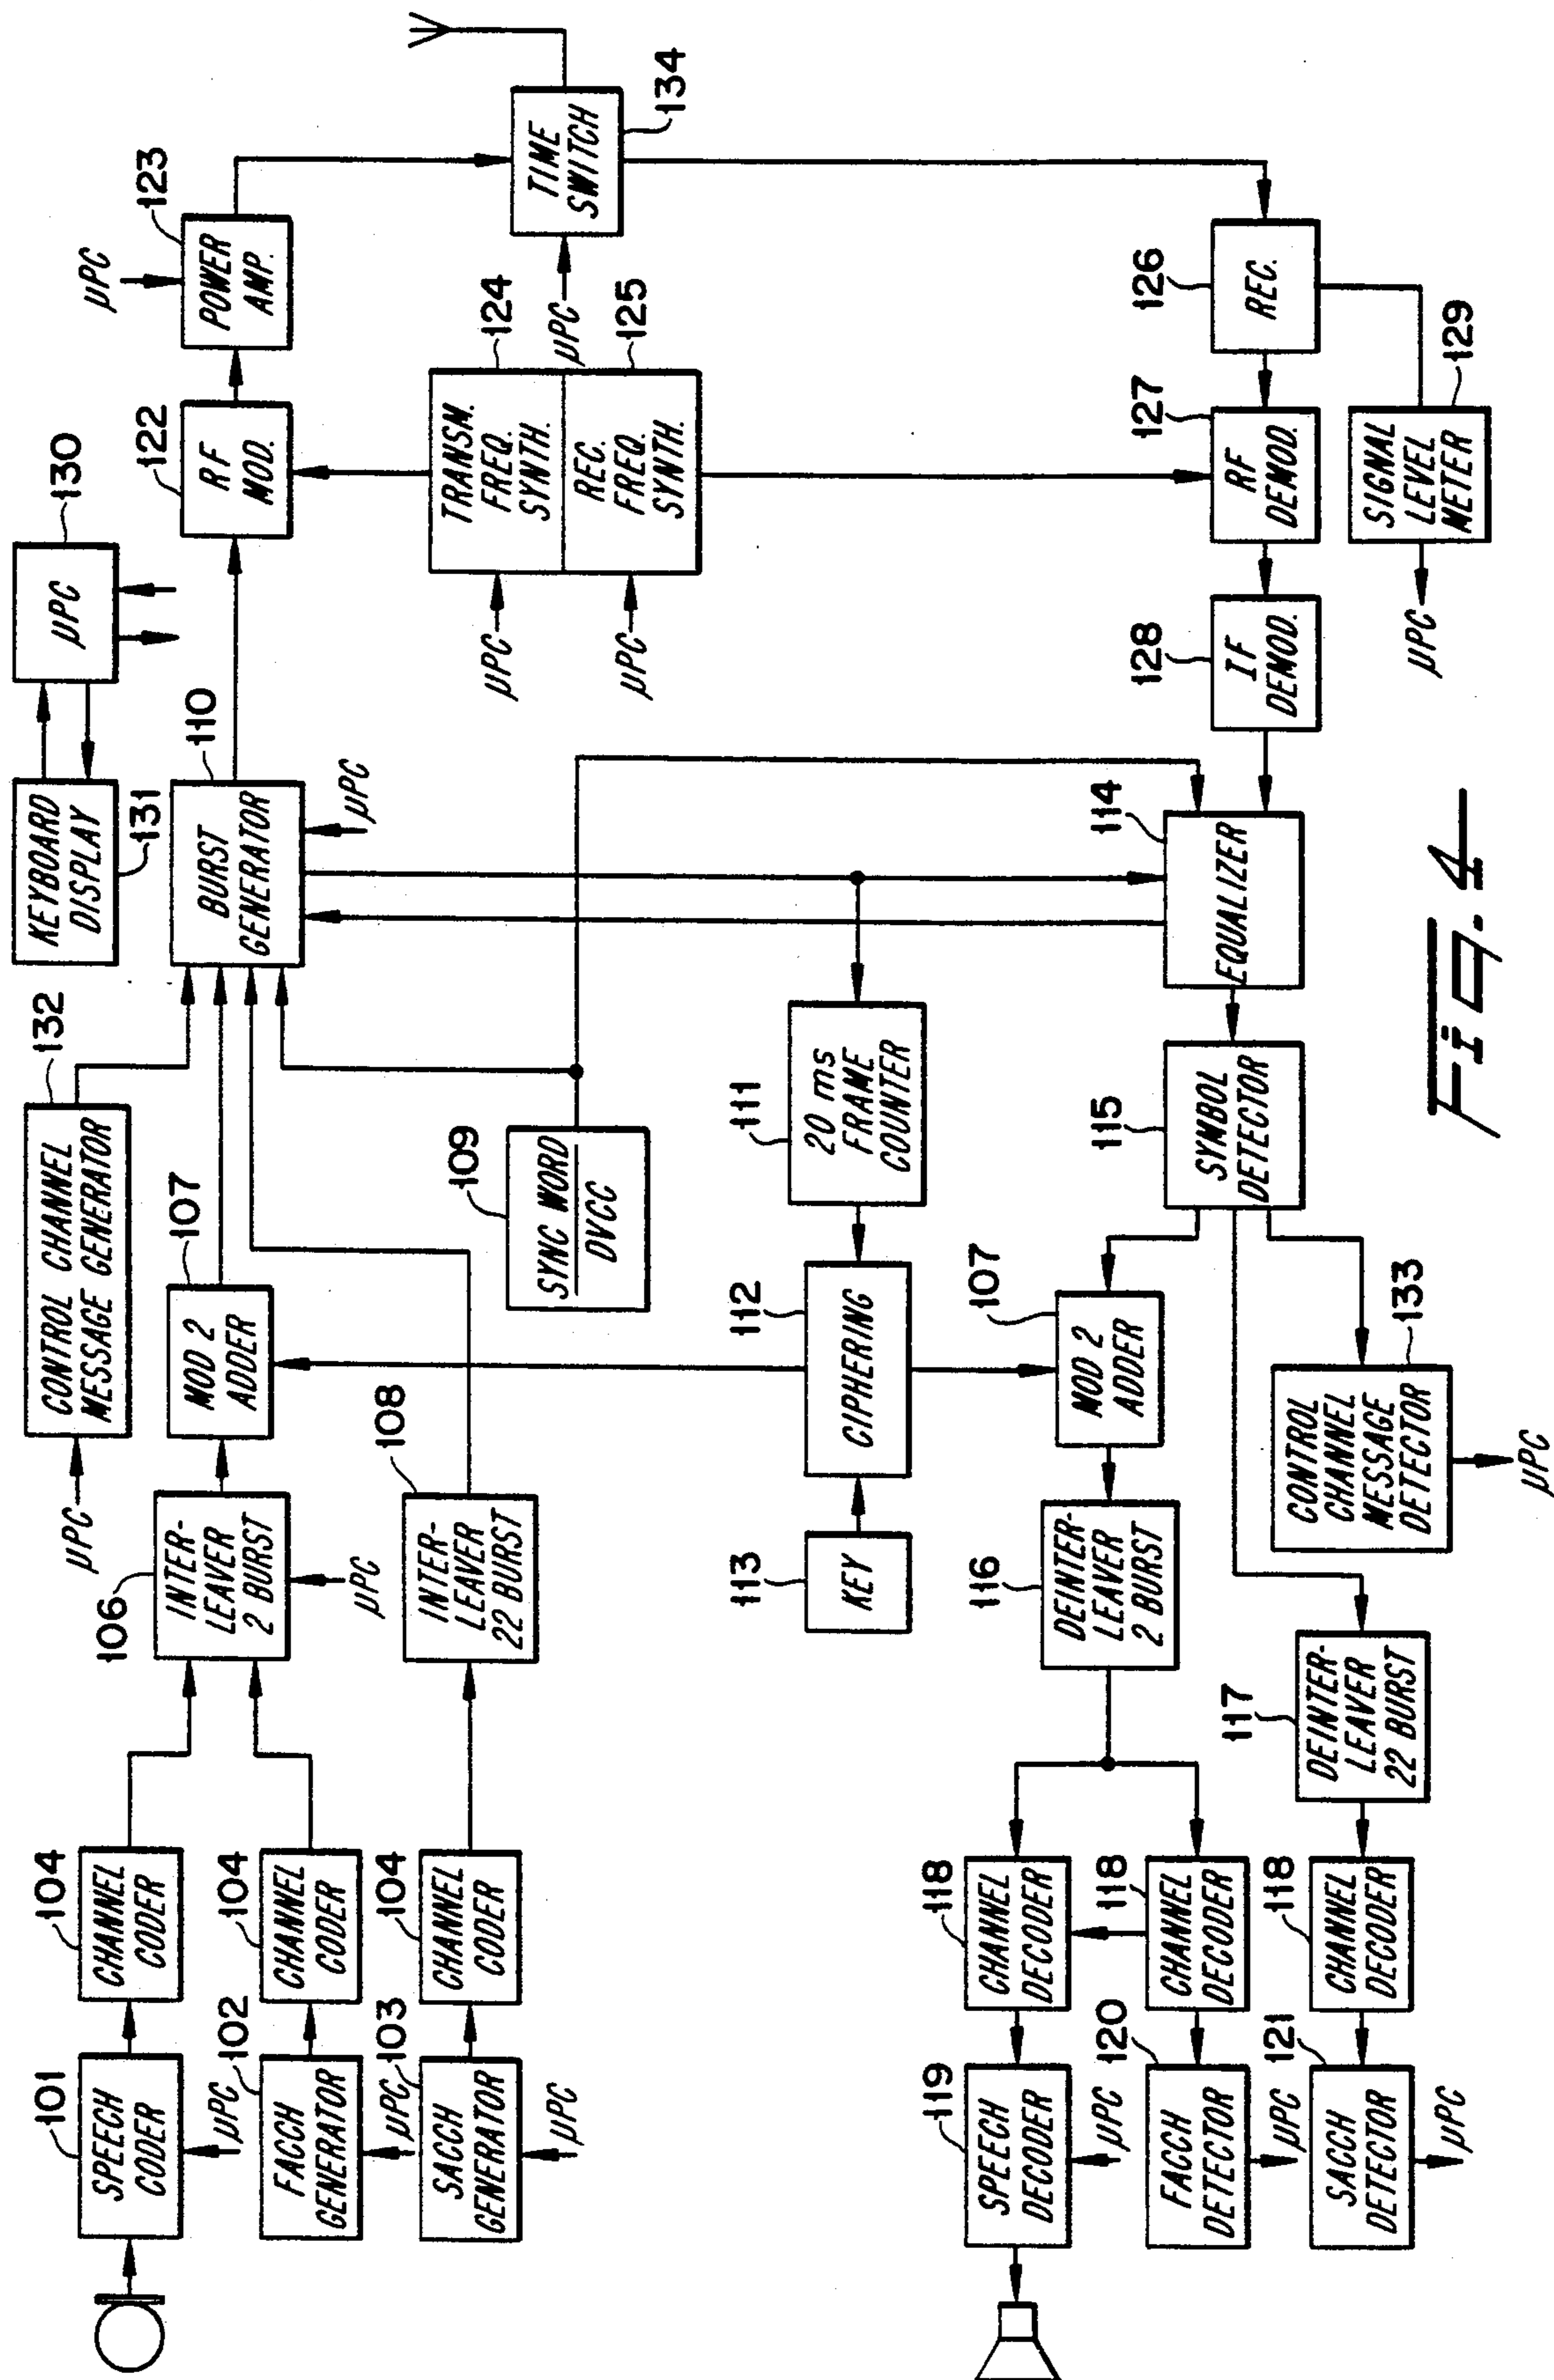 101
SPEECH
CODER
µPC
102
FACCH
GENERATOR
µPC
103
SACCH
GENERATOR
µPC
104
CHANNEL
CODER
104
CHANNEL
CODER
104
CHANNEL
CODER
106
INTER-
LEAVER
2 BURST
µPC
108
INTER-
LEAVER
22 BURST
µPC
132
CONTROL CHANNEL
MESSAGE GENERATOR
107
MOD 2
ADDER
109
SYNC WORD
DVCC
KEYBOARD
DISPLAY
131
130
µPC
110
BURST
GENERATOR
µPC
122
RF
MOD.
µPC
123
POWER
AMP.
124
TRANSM.
FREQ.
SYNTH.
125
REC.
FREQ.
SYNTH.
µPC
µPC
TIME
SWITCH
134
µPC
113
KEY
112
CIPHERING
111
20 ms
FRAME
COUNTER
119
SPEECH
DECODER
µPC
120
FACCH
DETECTOR
µPC
121
SACCH
DETECTOR
µPC
118
CHANNEL
DECODER
118
CHANNEL
DECODER
118
CHANNEL
DECODER
116
DEINTER-
LEAVER
2 BURST
117
DEINTER-
LEAVER
22 BURST
107
MOD 2
ADDER
133
CONTROL
CHANNEL
MESSAGE
DETECTOR
µPC
115
SYMBOL
DETECTOR
114
EQUALIZER
128
IF
DEMOD.
127
RF
DEMOD.
126
REC.
129
SIGNAL
LEVEL
METER
µPC
Fig. 4